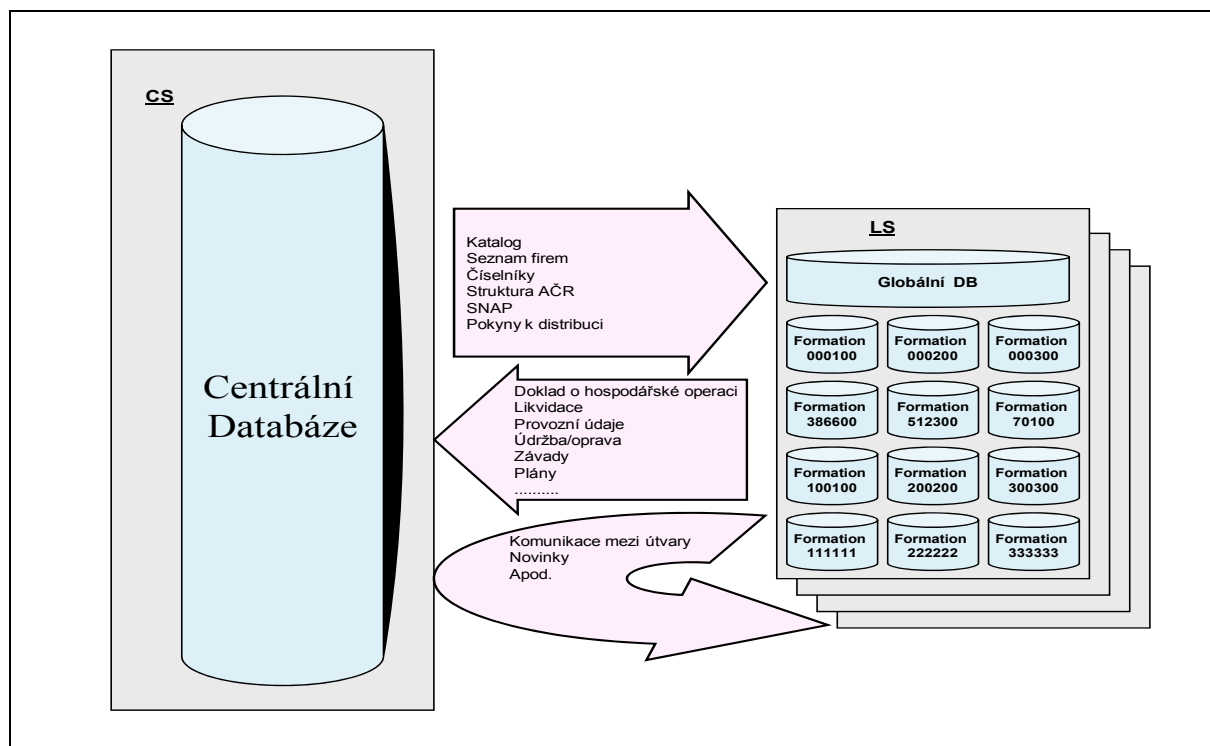 CS
Centrální
Databáze
Katalog
Seznam firem
Číselníky
Struktura AČR
SNAP
Pokyny k distribuci
Doklad o hospodářské operaci
Likvidace
Provozní údaje
Údržba/oprava
Závady
Plány
..........
Komunikace mezi útvary
Novinky
Apod.
LS
Globální DB
Formation
000100
Formation
000200
Formation
000300
Formation
386600
Formation
512300
Formation
70100
Formation
100100
Formation
200200
Formation
300300
Formation
111111
Formation
222222
Formation
333333